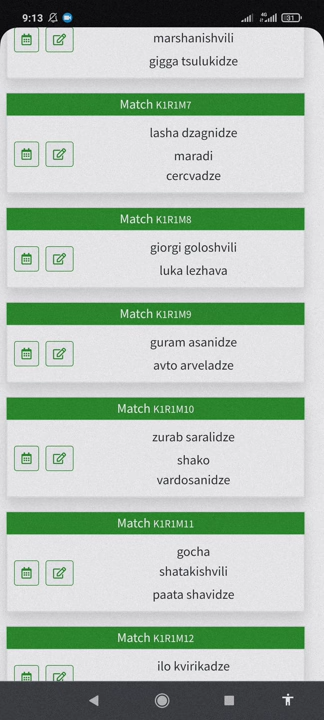 9:13
4G
31
marshanishvili
gigga tsulukidze
Match K1R1M7
lasha dzagnidze
maradi
cercvadze
Match K1R1M8
giorgi goloshvili
luka lezhava
Match K1R1M9
guram asanidze
avto arveladze
Match K1R1M10
zurab saralidze
shako
vardosanidze
Match K1R1M11
gocha
shatakishvili
paata shavidze
Match K1R1M12
ilo kvirikadze